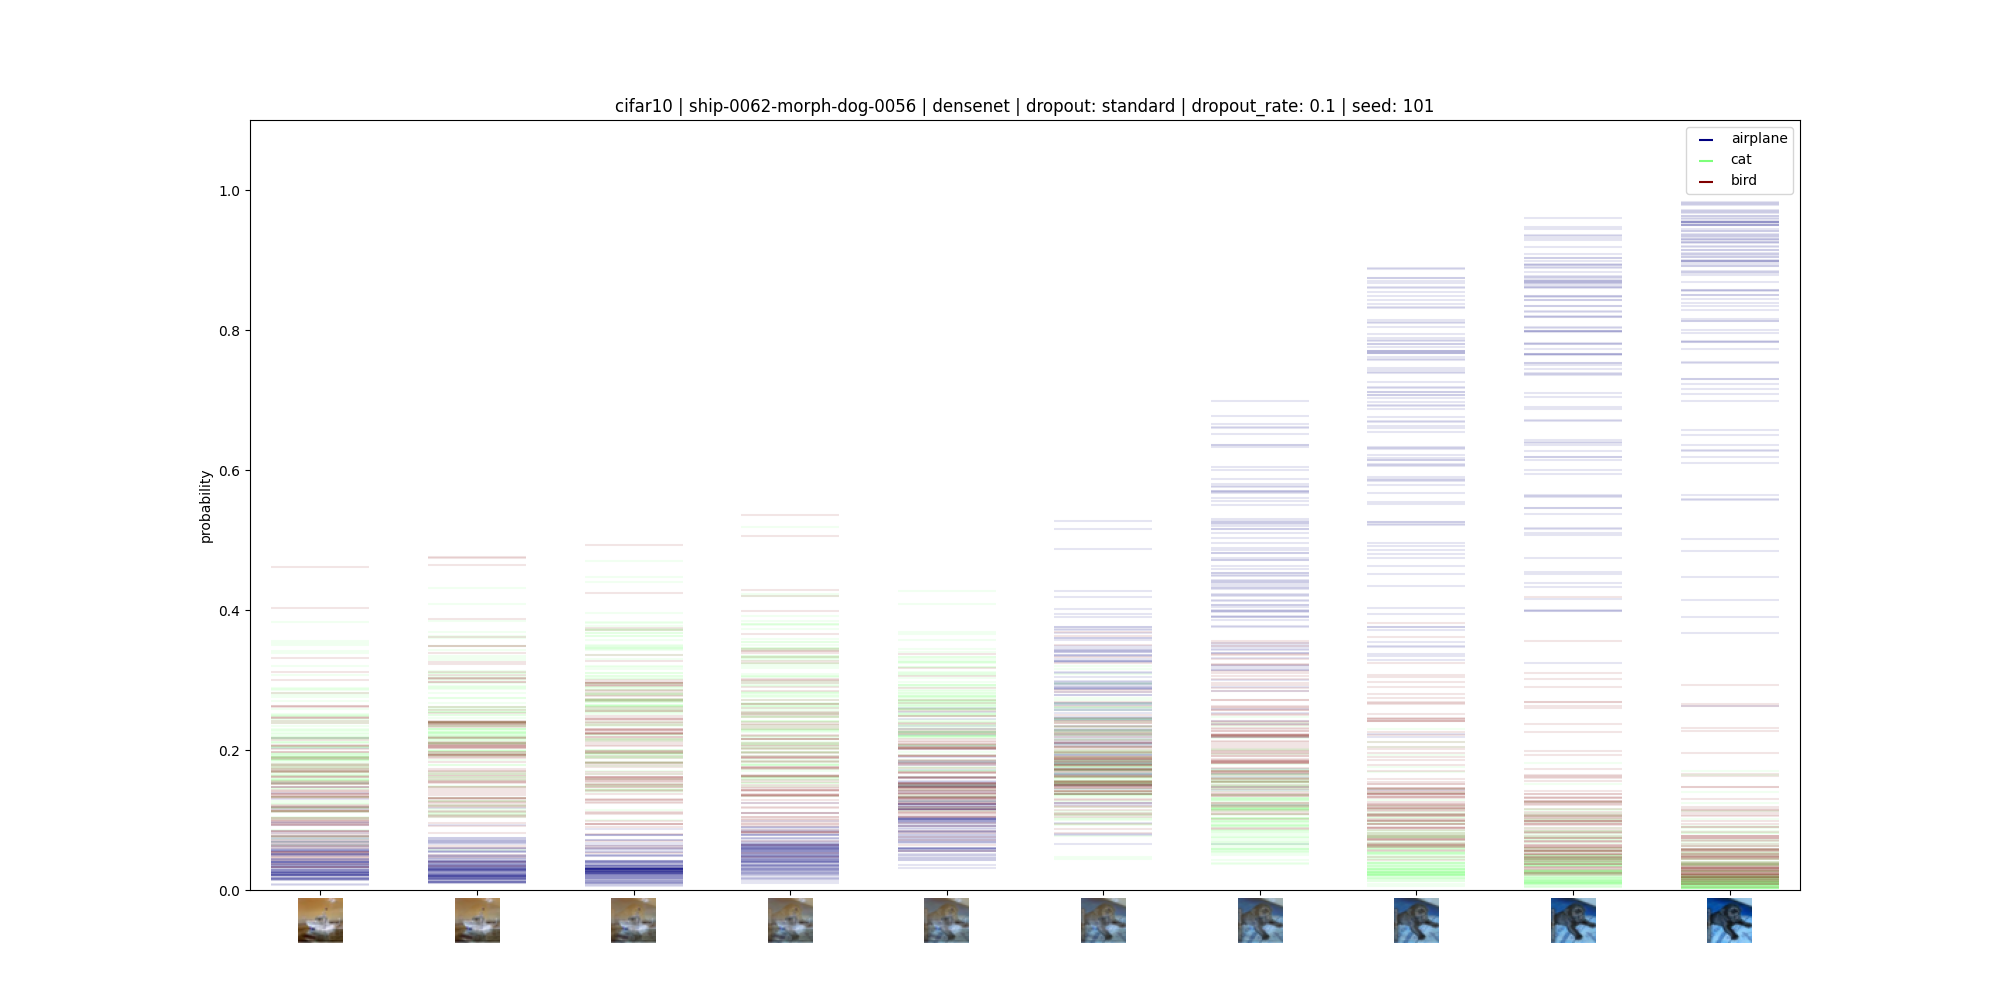 cifar10 | ship-0062-morph-dog-0056 | densenet | dropout: standard | dropout_rate: 0.1 | seed: 101
airplane
cat
bird
1.0
0.8
0.6
0.4
0.2
0.0
probability